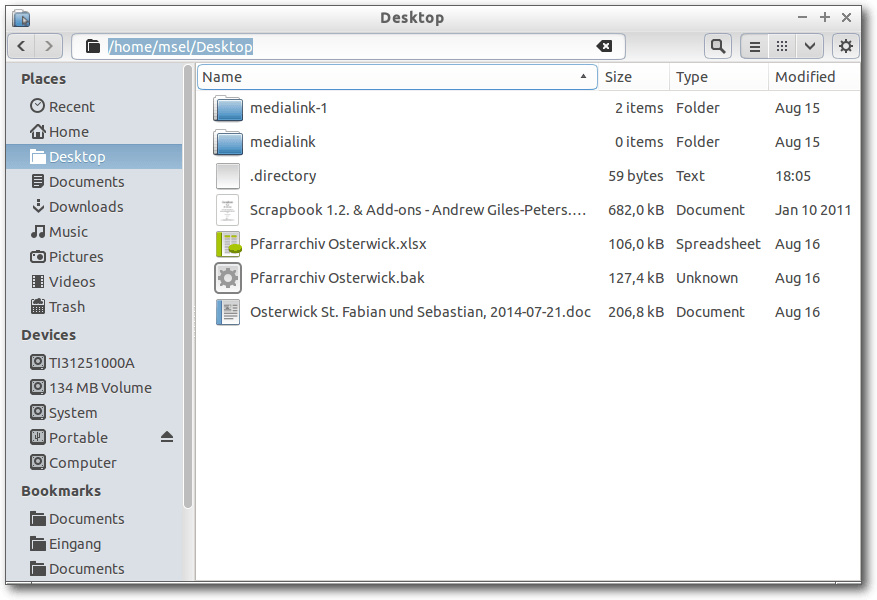 Desktop
/home/msel/Desktop
Places
Recent
Home
Desktop
Documents
Downloads
Music
Pictures
Videos
Trash
Devices
TI31251000A
134 MB Volume
System
Portable
Computer
Bookmarks
Documents
Eingang
Documents
Name Size Type Modified
medialink-1 2 items Folder Aug 15
medialink 0 items Folder Aug 15
.directory 59 bytes Text 18:05
Scrapbook 1.2. & Add-ons - Andrew Giles-Peters.… 682,0 kB Document Jan 10 2011
Pfarrarchiv Osterwick.xlsx 106,0 kB Spreadsheet Aug 16
Pfarrarchiv Osterwick.bak 127,4 kB Unknown Aug 16
Osterwick St. Fabian und Sebastian, 2014-07-21.doc 206,8 kB Document Aug 16